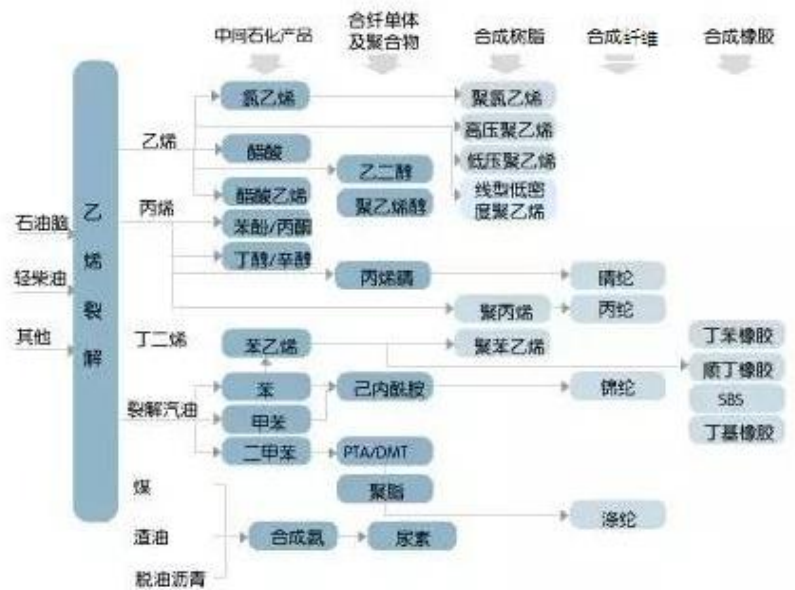 中间石化产品
合纤单体
及聚合物
合成树脂
合成纤维
合成橡胶
石油脑
轻柴油
其他
乙烯裂解
乙烯
丙烯
丁二烯
裂解汽油
煤
渣油
脱油沥青
氯乙烯
醋酸
醋酸乙烯
苯酚/丙酮
丁醇/辛醇
苯乙烯
苯
甲苯
二甲苯
合成氨
乙二醇
聚乙烯醇
丙烯腈
己内酰胺
PTA/DMT
聚脂
尿素
聚氯乙烯
高压聚乙烯
低压聚乙烯
线型低密
度聚乙烯
聚丙烯
聚苯乙烯
腈纶
丙纶
锦纶
涤纶
丁苯橡胶
顺丁橡胶
SBS
丁基橡胶